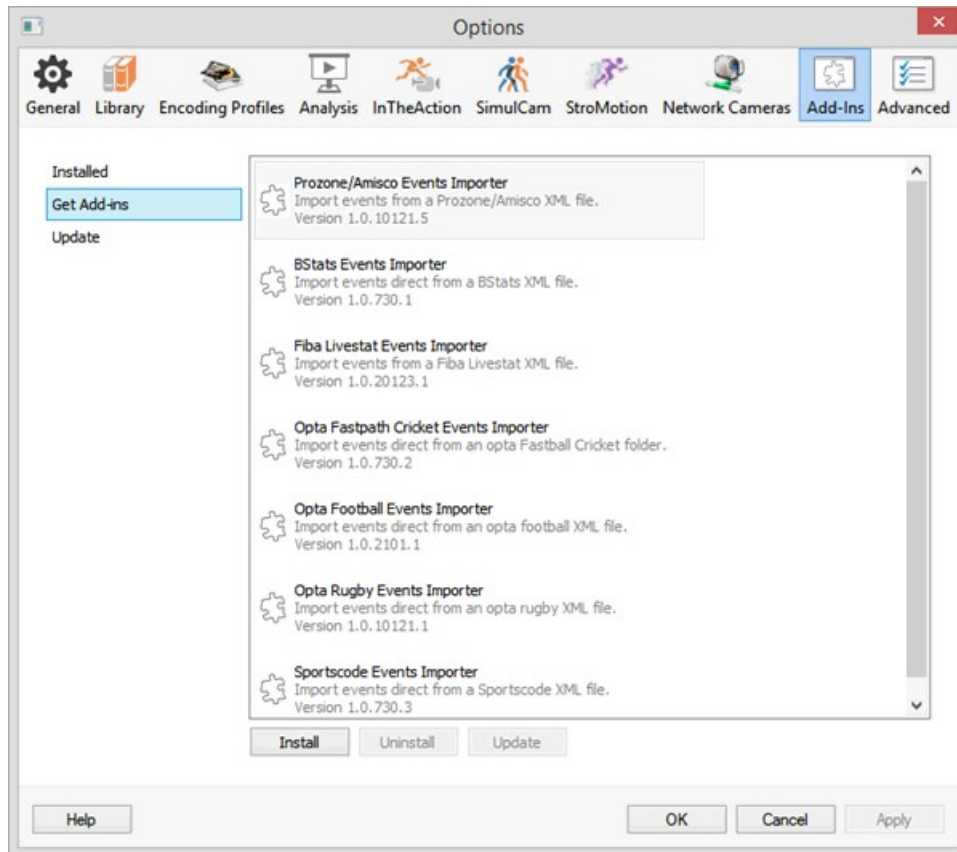 Options
General Library Encoding Profiles Analysis InTheAction SimulCam StroMotion Network Cameras Add-Ins Advanced
Installed
Get Add-ins
Update
Prozone/Amisco Events Importer
Import events from a Prozone/Amisco XML file.
Version 1.0.10121.5
BStats Events Importer
Import events direct from a BStats XML file.
Version 1.0.730.1
Fiba Livestat Events Importer
Import events from a Fiba Livestat XML file.
Version 1.0.20123.1
Opta Fastpath Cricket Events Importer
Import events direct from an opta Fastball Cricket folder.
Version 1.0.730.2
Opta Football Events Importer
Import events direct from an opta football XML file.
Version 1.0.2101.1
Opta Rugby Events Importer
Import events direct from an opta rugby XML file.
Version 1.0.10121.1
Sportscode Events Importer
Import events direct from a Sportscode XML file.
Version 1.0.730.3
Install Uninstall Update
Help OK Cancel Apply